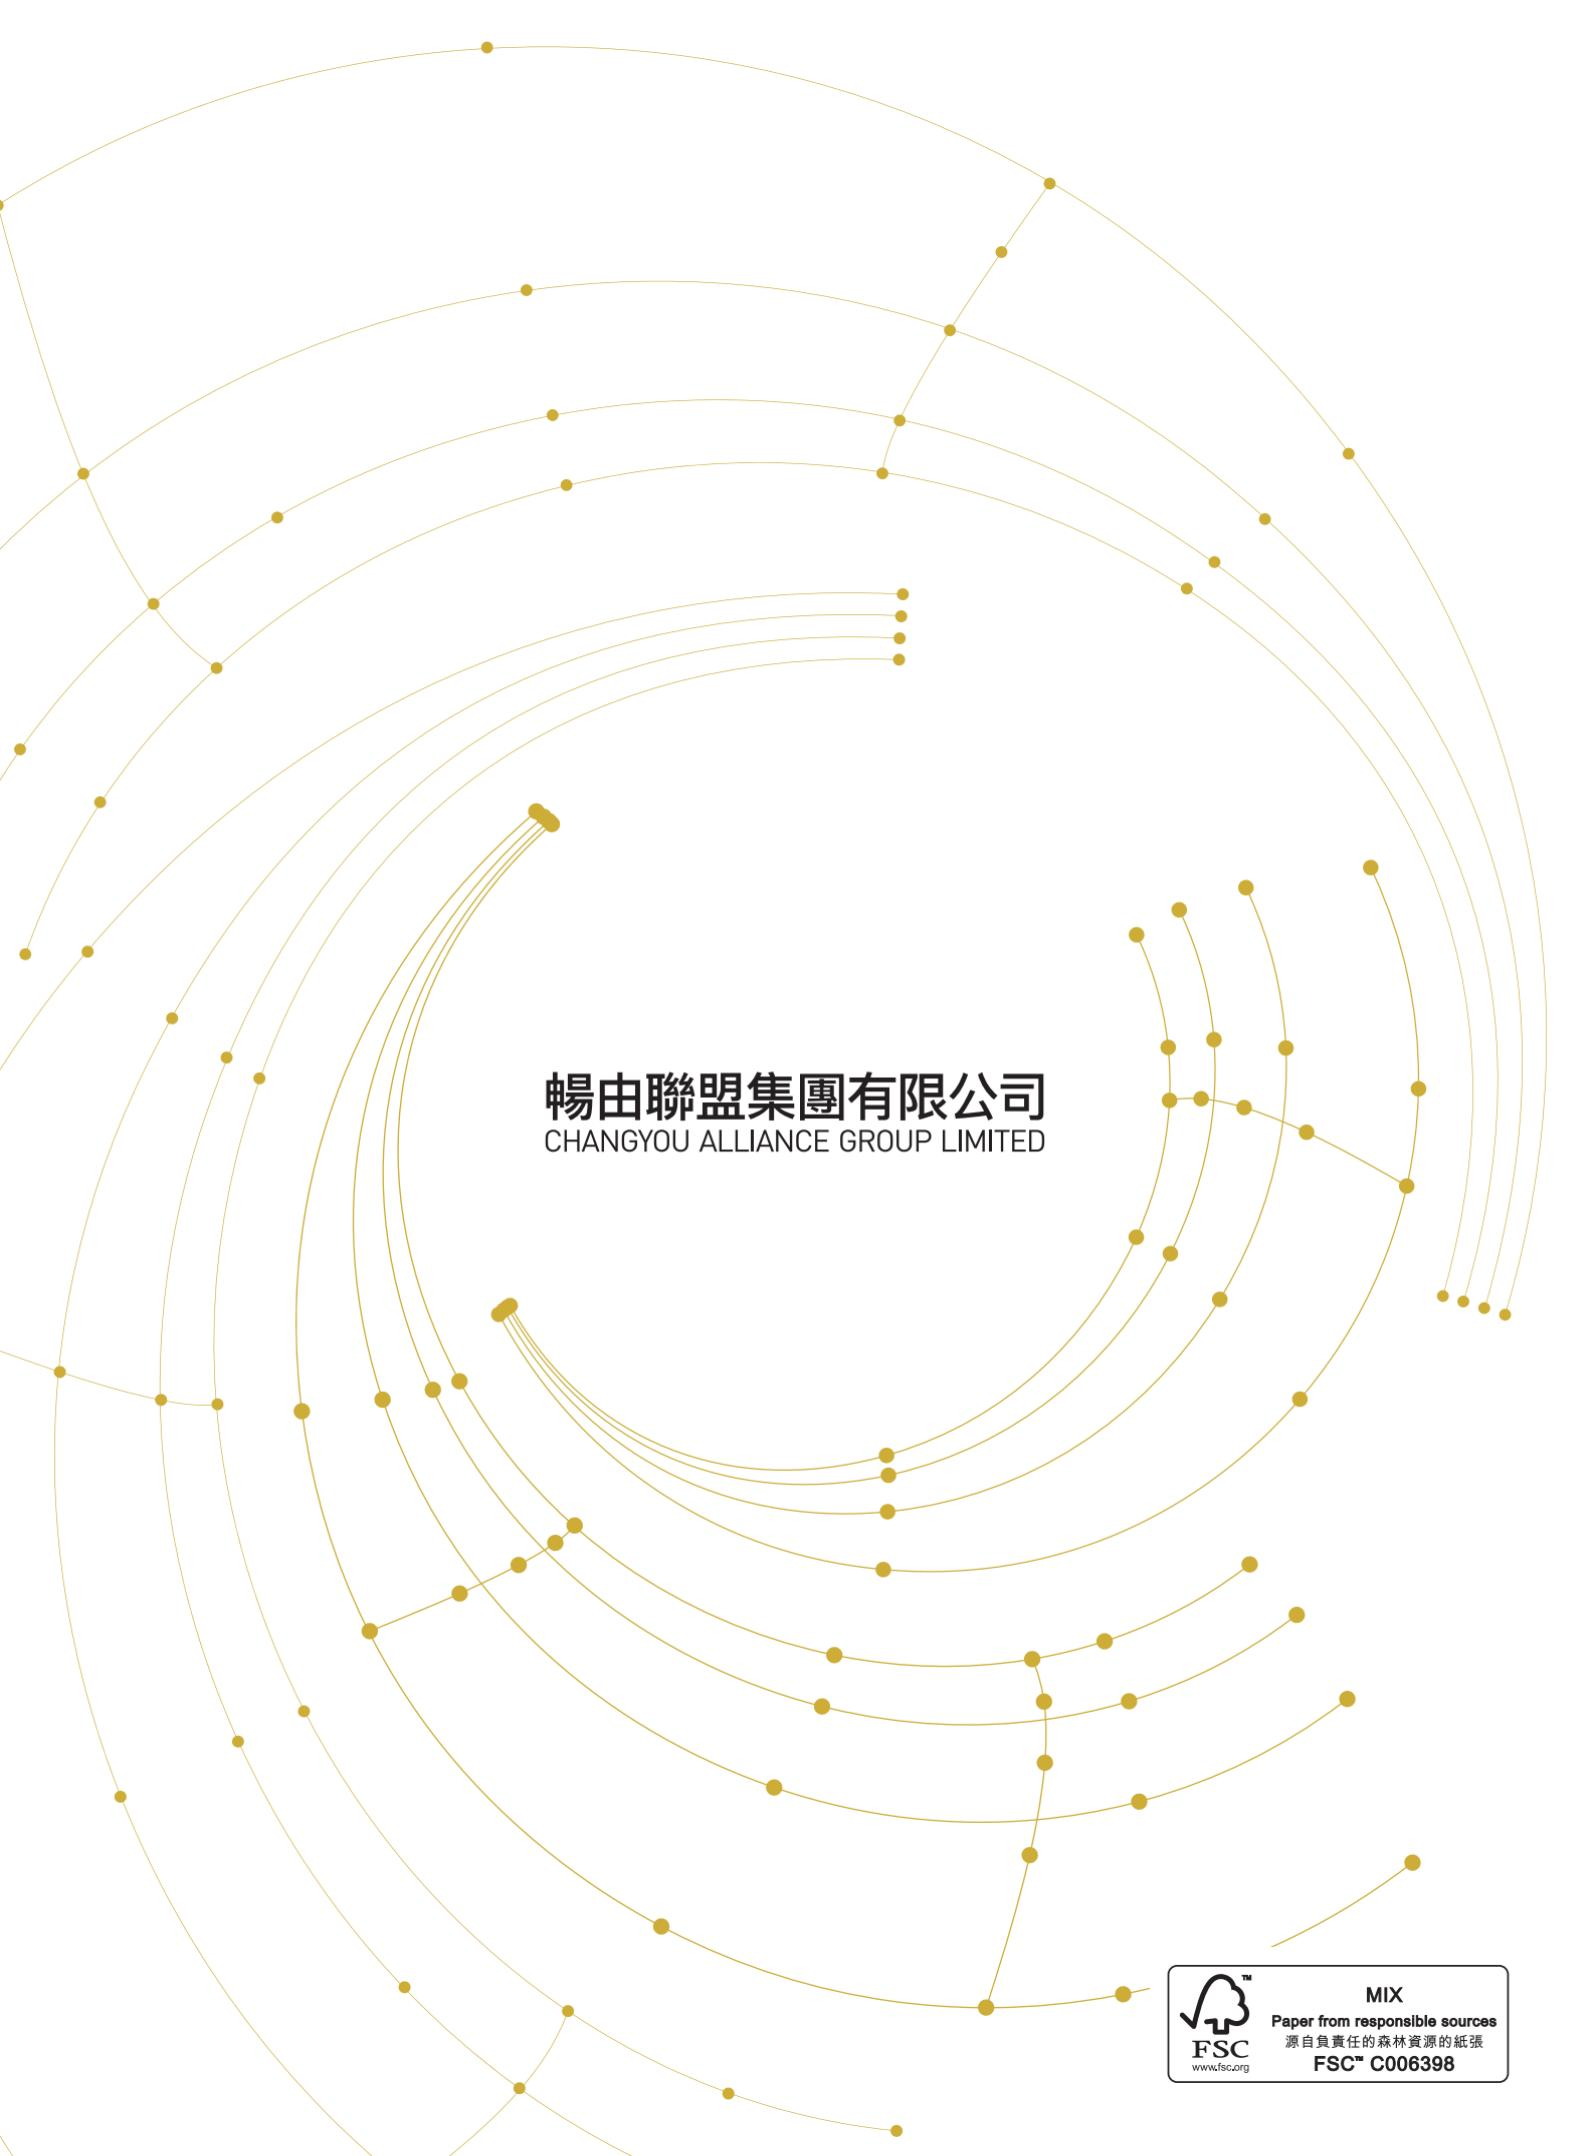 暢由聯盟集團有限公司
CHANGYOU ALLIANCE GROUP LIMITED
™
FSC
www.fsc.org
MIX
Paper from responsible sources
源自負責任的森林資源的紙張
FSC™ C006398